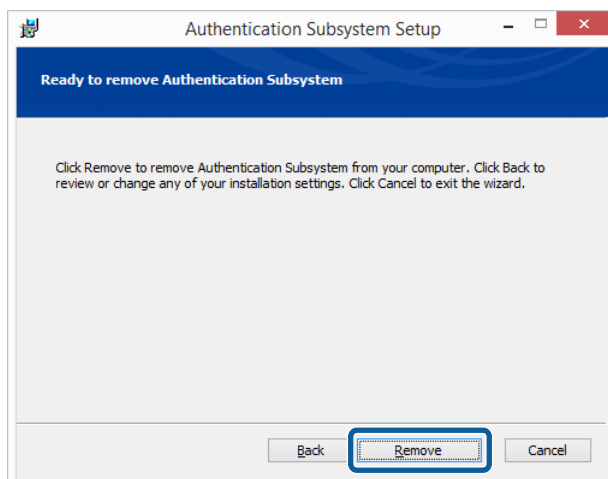 Authentication Subsystem Setup
Ready to remove Authentication Subsystem
Click Remove to remove Authentication Subsystem from your computer. Click Back to
review or change any of your installation settings. Click Cancel to exit the wizard.
Back Remove Cancel